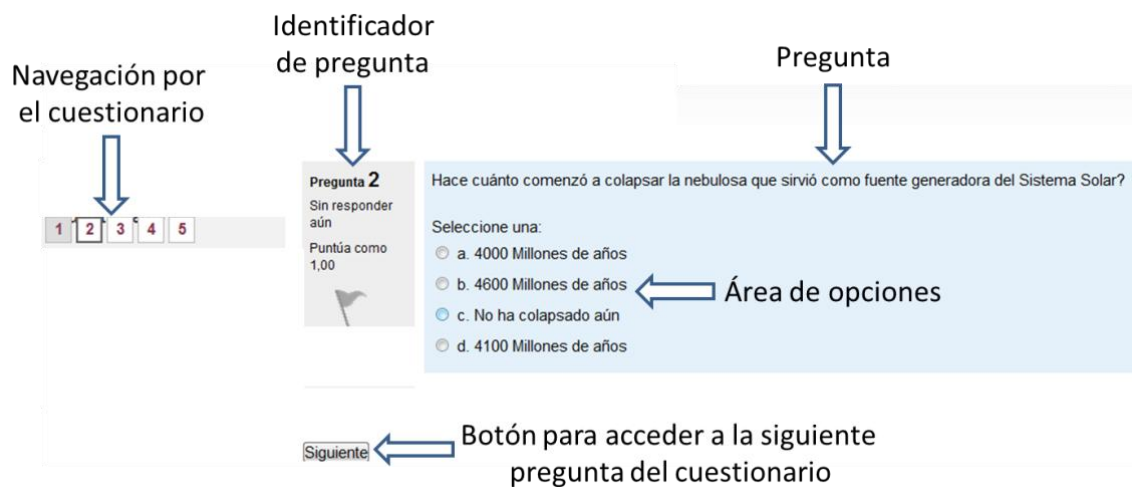 Identificador
de pregunta
Navegación por
el cuestionario
Pregunta
1 2 3 4 5
Pregunta 2
Sin responder
aún
Puntúa como
1,00
Hace cuánto comenzó a colapsar la nebulosa que sirvió como fuente generadora del Sistema Solar?
Seleccione una:
a. 4000 Millones de años
b. 4600 Millones de años
c. No ha colapsado aún
d. 4100 Millones de años
Área de opciones
Siguiente
Botón para acceder a la siguiente
pregunta del cuestionario